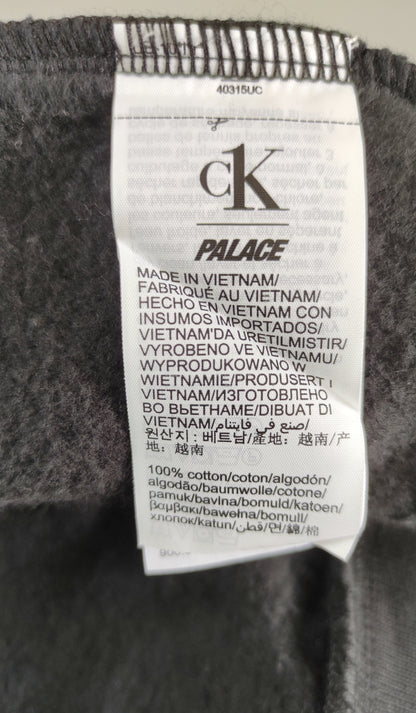 40315UC
cK
PALACE
MADE IN VIETNAM/
FABRIQUÉ AU VIETNAM/
HECHO EN VIETNAM CON
INSUMOS IMPORTADOS/
VIETNAM'DA ÜRETILMISTIR/
VYROBENO VE VIETNAMU/
WYPRODUKOWANO W
WIETNAMIE/PRODUSERT I
VIETNAM/ИЗГОТОВЛЕНО
ВО ВЬЕТНАМЕ/DIBUAT DI
VIETNAM/صنع في فايتنام/
원산지 : 베트남/產地：越南/产
地：越南
100% cotton/coton/algodón/
algodão/baumwolle/cotone/
pamuk/bavlna/bomuld/katoen/
βαμβάκι/bawełna/bomull/
хлопок/katun/قطن/면/綿/棉